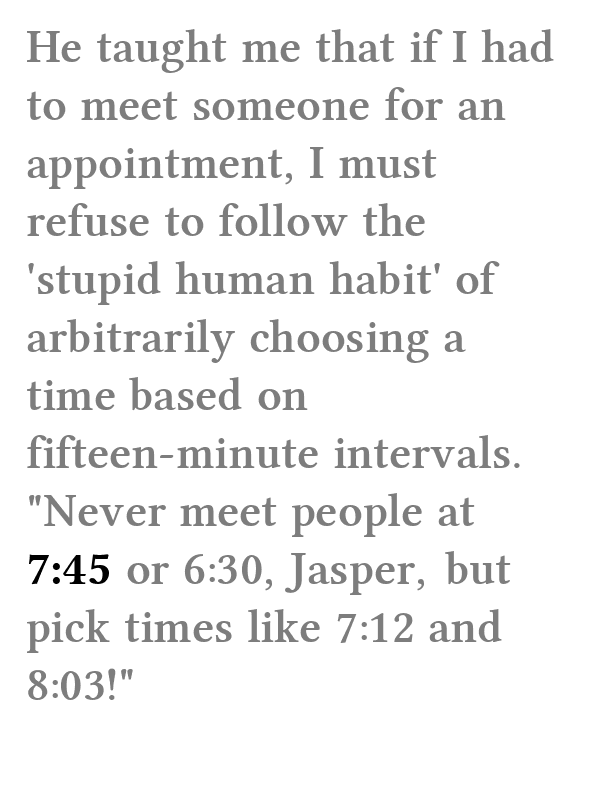 He taught me that if I had
to meet someone for an
appointment, I must
refuse to follow the
'stupid human habit' of
arbitrarily choosing a
time based on
fifteen-minute intervals.
"Never meet people at
7:45 or 6:30, Jasper, but
pick times like 7:12 and
8:03!"